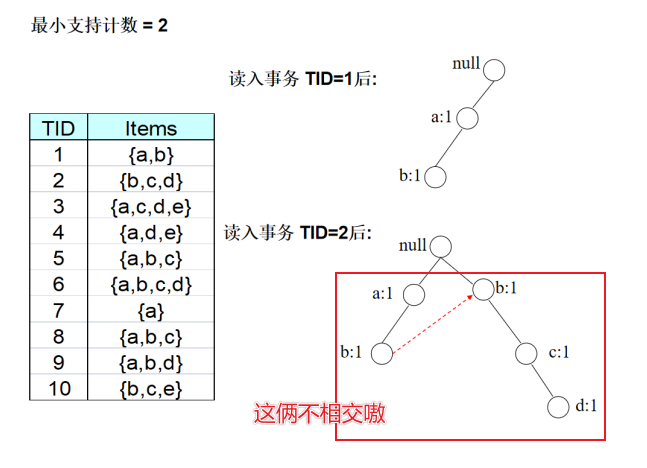 最小支持计数 = 2
读入事务 TID=1后:
null
a:1
b:1
TID Items
1 {a,b}
2 {b,c,d}
3 {a,c,d,e}
4 {a,d,e}
5 {a,b,c}
6 {a,b,c,d}
7 {a}
8 {a,b,c}
9 {a,b,d}
10 {b,c,e}
读入事务 TID=2后:
null
a:1 b:1
b:1 c:1
d:1
这俩不相交嗷